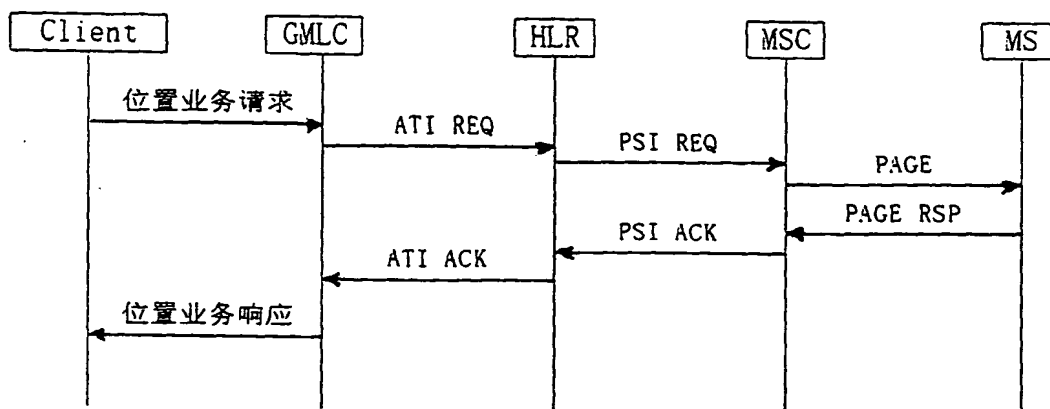 Client
GMLC
HLR
MSC
MS
位置业务请求
ATI REQ
PSI REQ
PAGE
PAGE RSP
PSI ACK
ATI ACK
位置业务响应